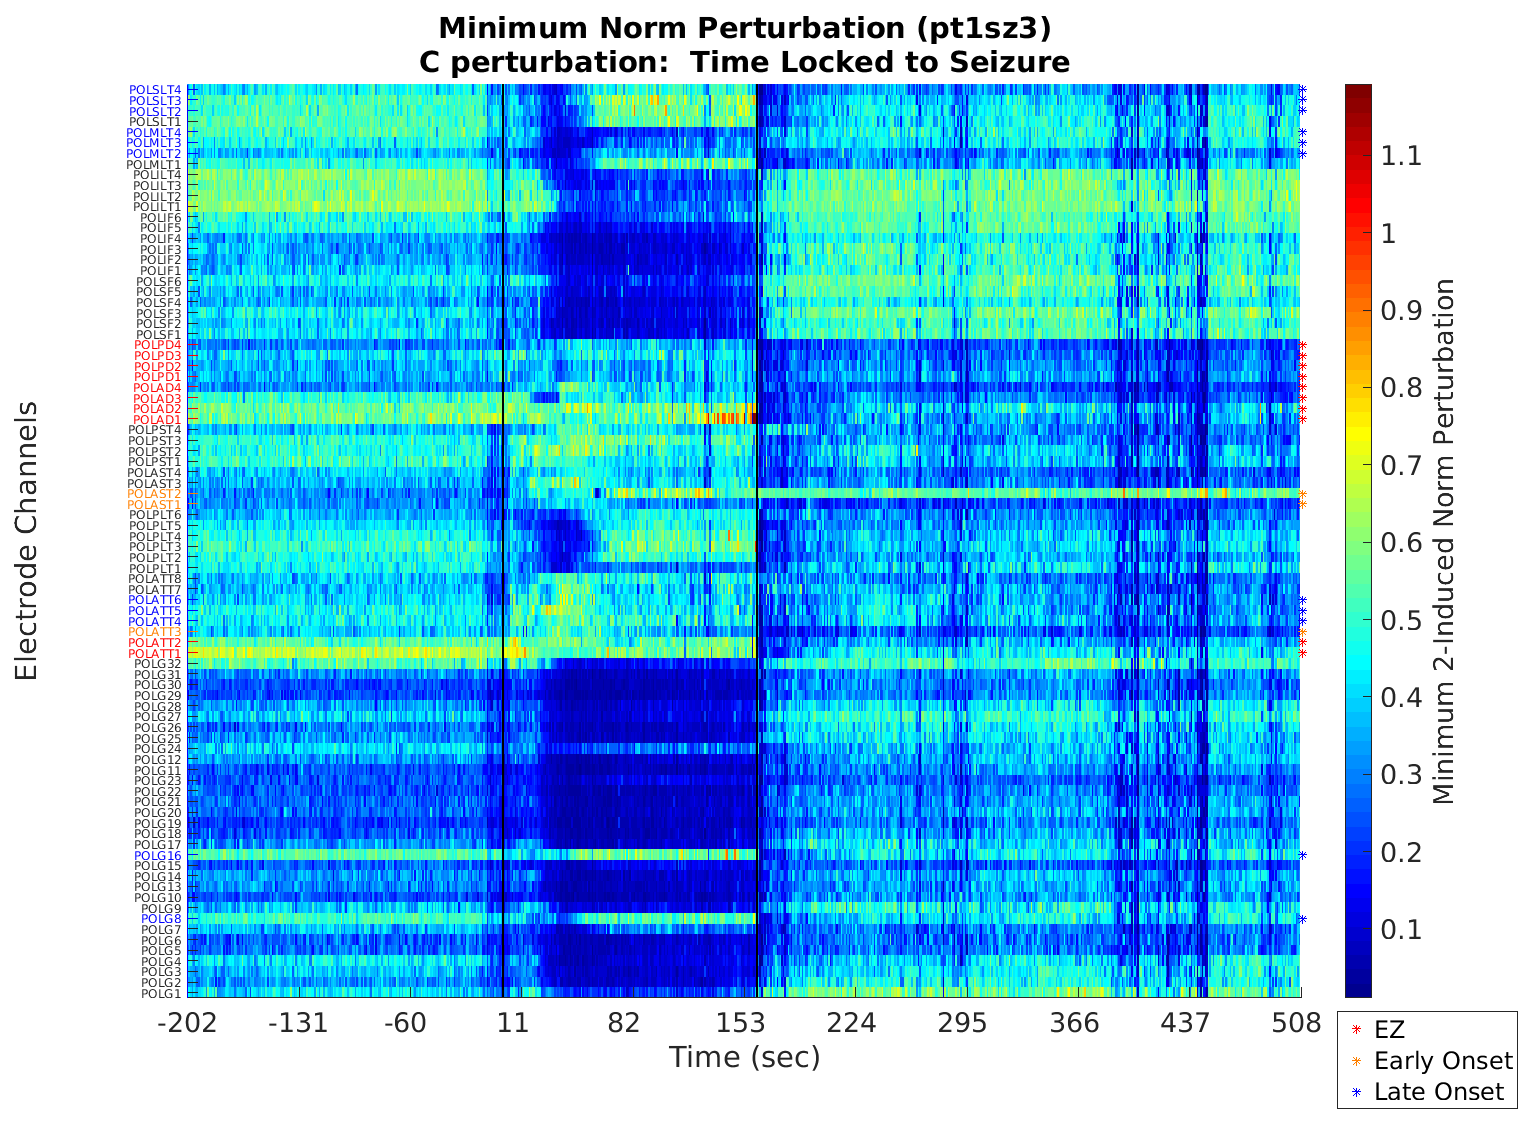 Minimum Norm Perturbation (pt1sz3)
C perturbation:  Time Locked to Seizure
Electrode Channels
POLSLT4
POLSLT3
POLSLT2
POLSLT1
POLMLT4
POLMLT3
POLMLT2
POLMLT1
POLILT4
POLILT3
POLILT2
POLILT1
POLIF6
POLIF5
POLIF4
POLIF3
POLIF2
POLIF1
POLSF6
POLSF5
POLSF4
POLSF3
POLSF2
POLSF1
POLPD4
POLPD3
POLPD2
POLPD1
POLAD4
POLAD3
POLAD2
POLAD1
POLPST4
POLPST3
POLPST2
POLPST1
POLAST4
POLAST3
POLAST2
POLAST1
POLPLT6
POLPLT5
POLPLT4
POLPLT3
POLPLT2
POLPLT1
POLATT8
POLATT7
POLATT6
POLATT5
POLATT4
POLATT3
POLATT2
POLATT1
POLG32
POLG31
POLG30
POLG29
POLG28
POLG27
POLG26
POLG25
POLG24
POLG12
POLG11
POLG23
POLG22
POLG21
POLG20
POLG19
POLG18
POLG17
POLG16
POLG15
POLG14
POLG13
POLG10
POLG9
POLG8
POLG7
POLG6
POLG5
POLG4
POLG3
POLG2
POLG1
-202 -131 -60 11 82 153 224 295 366 437 508
Time (sec)
1.1
1
0.9
0.8
0.7
0.6
0.5
0.4
0.3
0.2
0.1
Minimum 2-Induced Norm Perturbation
EZ
Early Onset
Late Onset